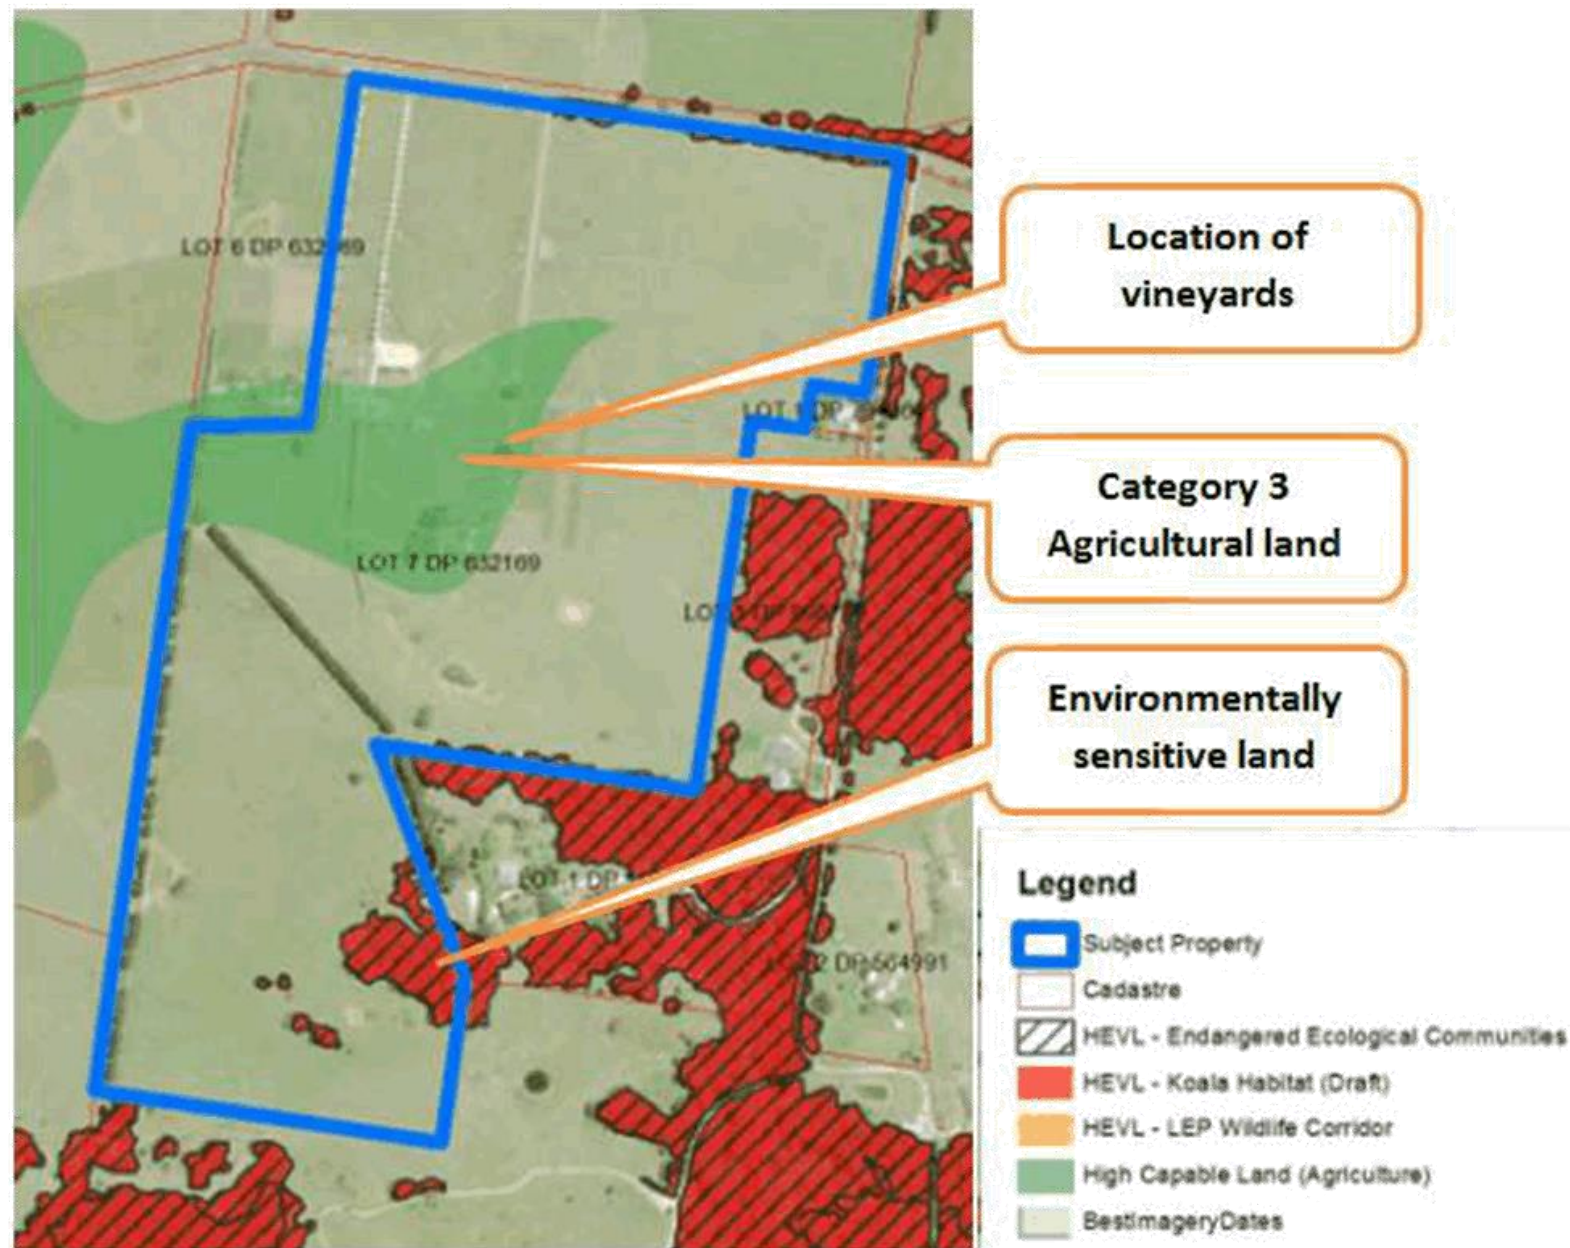 Location of
vineyards
LOT 6 DP 632169
LOT 1 DP
Category 3
Agricultural land
LOT 7 DP 632169
LOT
Environmentally
sensitive land
LOT 1 DP
2 DP 564991
Legend
Subject Property
Cadastre
HEVL - Endangered Ecological Communities
HEVL - Koala Habitat (Draft)
HEVL - LEP Wildlife Corridor
High Capable Land (Agriculture)
BestImageryDates